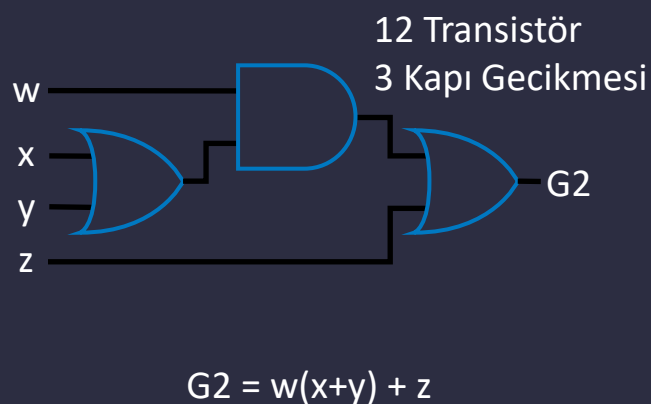 12 Transistör
3 Kapı Gecikmesi
w
x
y
z
G2
G2 = w(x+y) + z